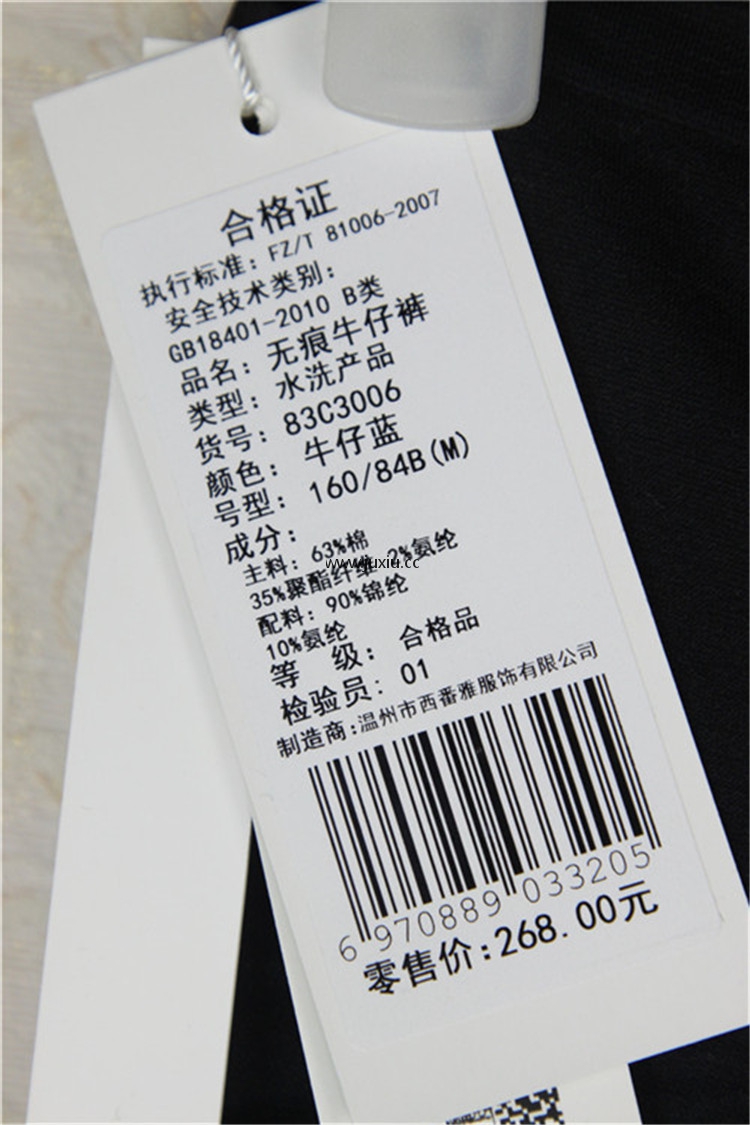 合格证
执行标准: FZ/T 81006-2007
安全技术类别:
GB18401-2010 B类
品名: 无痕牛仔裤
类型: 水洗产品
货号: 83C3006
颜色: 牛仔蓝
号型: 160/84B(M)
成分:
主料: 63%棉
35%聚酯纤维 2%氨纶
www.juxiu.cc
配料: 90%锦纶
10%氨纶
等 级: 合格品
检验员: 01
制造商:温州市西番雅服饰有限公司
6 970889 033205
零售价:268.00元